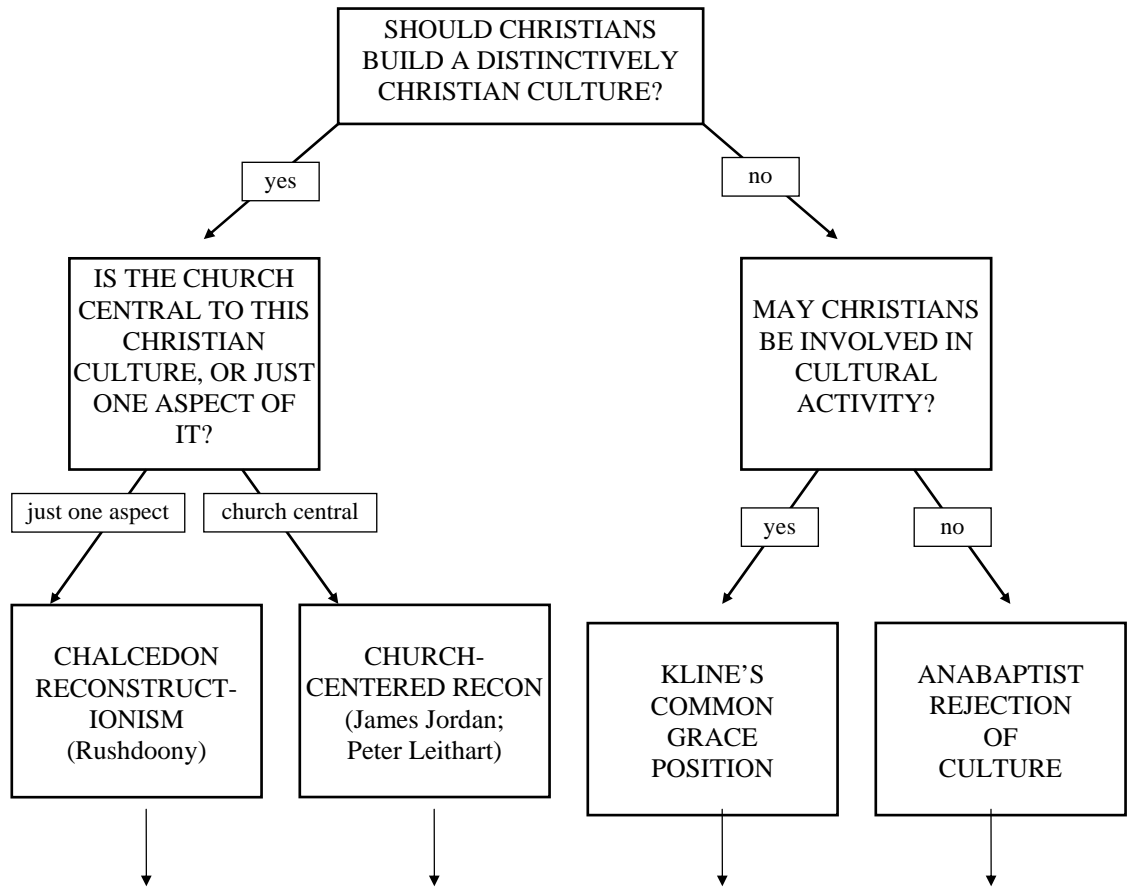 SHOULD CHRISTIANS
BUILD A DISTINCTIVELY
CHRISTIAN CULTURE?
yes
no
IS THE CHURCH
CENTRAL TO THIS
CHRISTIAN
CULTURE, OR JUST
ONE ASPECT OF
IT?
MAY CHRISTIANS
BE INVOLVED IN
CULTURAL
ACTIVITY?
just one aspect
church central
yes
no
CHALCEDON
RECONSTRUCT-
IONISM
(Rushdoony)
CHURCH-
CENTERED RECON
(James Jordan;
Peter Leithart)
KLINE’S
COMMON
GRACE
POSITION
ANABAPTIST
REJECTION
OF
CULTURE